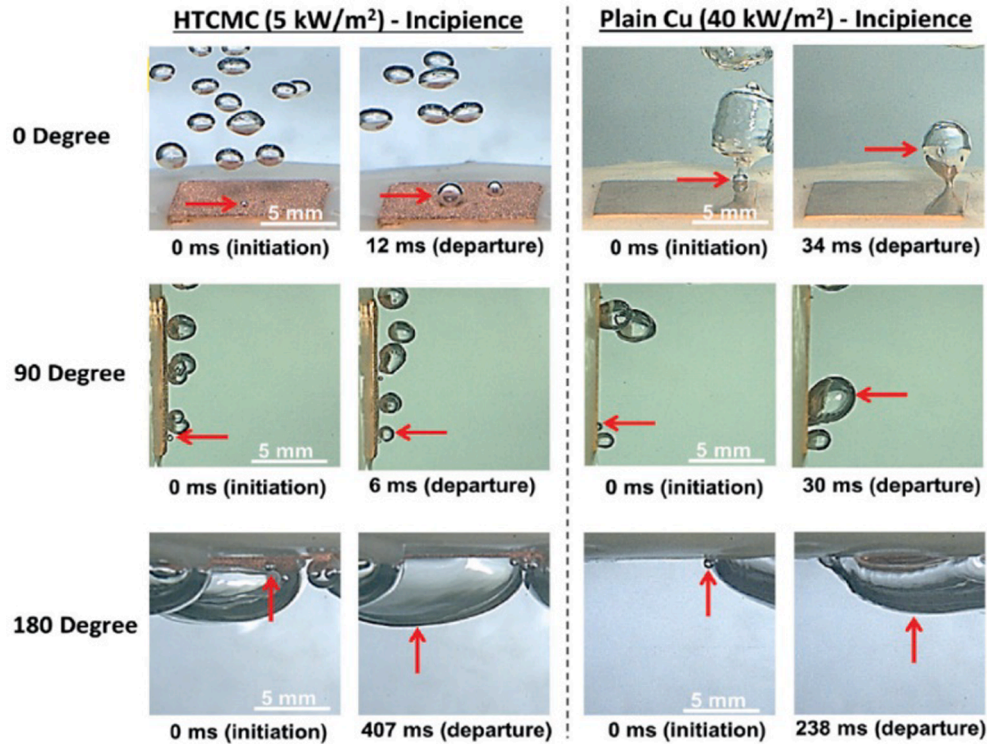 HTCMC (5 kW/m²) - Incipience
Plain Cu (40 kW/m²) - Incipience
0 Degree
5 mm
5 mm
0 ms (initiation)
12 ms (departure)
0 ms (initiation)
34 ms (departure)
90 Degree
5 mm
5 mm
0 ms (initiation)
6 ms (departure)
0 ms (initiation)
30 ms (departure)
180 Degree
5 mm
5 mm
0 ms (initiation)
407 ms (departure)
0 ms (initiation)
238 ms (departure)